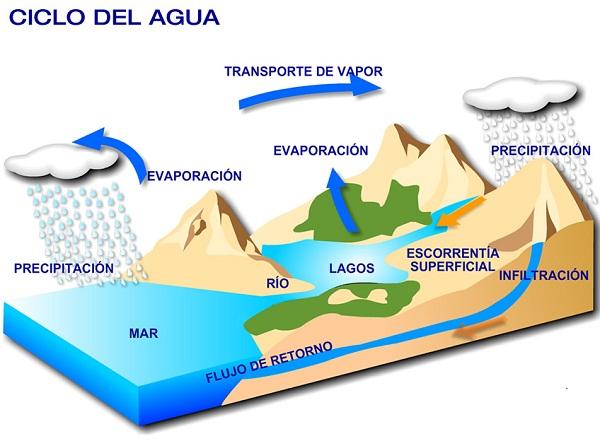 CICLO DEL AGUA
TRANSPORTE DE VAPOR
EVAPORACIÓN
PRECIPITACIÓN
EVAPORACIÓN
PRECIPITACIÓN
RÍO
LAGOS
ESCORRENTÍA
SUPERFICIAL
INFILTRACIÓN
MAR
FLUJO DE RETORNO